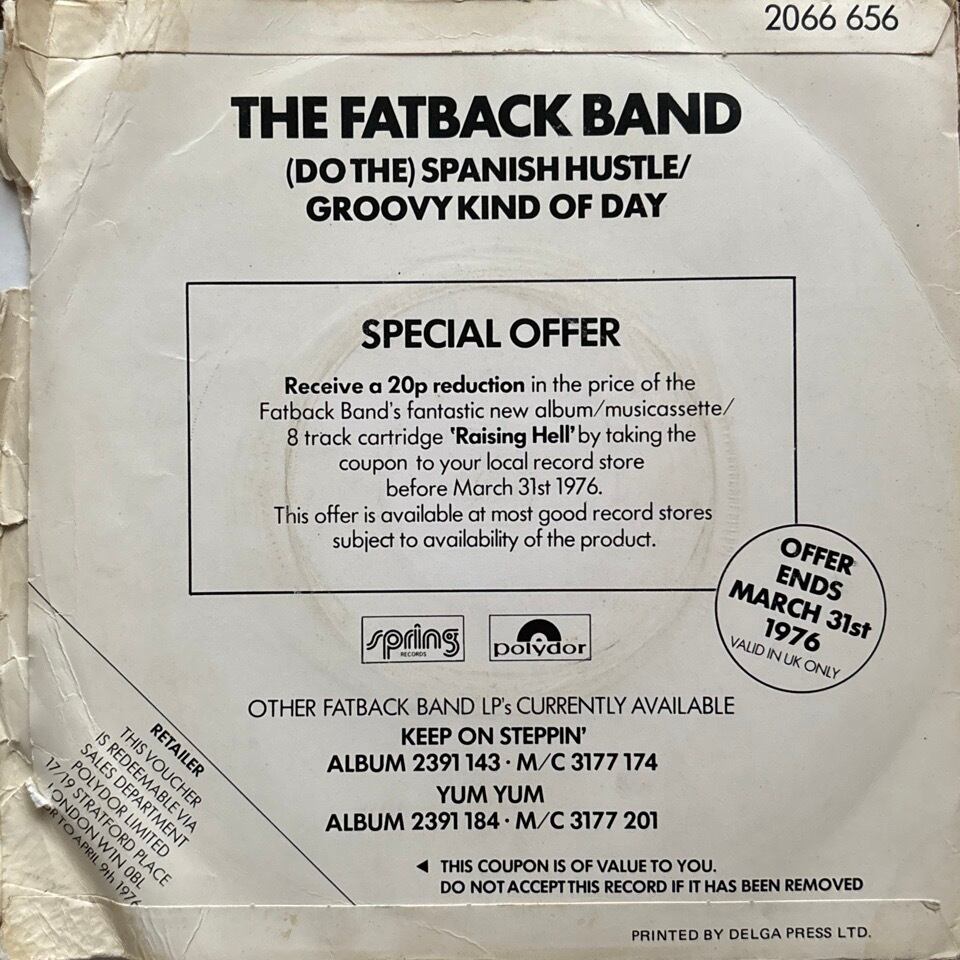 2066 656
THE FATBACK BAND
(DO THE) SPANISH HUSTLE/
GROOVY KIND OF DAY
SPECIAL OFFER
Receive a 20p reduction in the price of the
Fatback Band's fantastic new album/musicassette/
8 track cartridge 'Raising Hell' by taking the
coupon to your local record store
before March 31st 1976.
This offer is available at most good record stores
subject to availability of the product.
OFFER
ENDS
MARCH 31st
1976
VALID IN UK ONLY
spring
RECORDS
polydor
OTHER FATBACK BAND LP's CURRENTLY AVAILABLE
KEEP ON STEPPIN'
ALBUM 2391 143 · M/C 3177 174
YUM YUM
ALBUM 2391 184 · M/C 3177 201
◄ THIS COUPON IS OF VALUE TO YOU.
DO NOT ACCEPT THIS RECORD IF IT HAS BEEN REMOVED
RETAILER
THIS VOUCHER
IS REDEEMABLE VIA
SALES DEPARTMENT
POLYDOR LIMITED
17/19 STRATFORD PLACE
LONDON WIN OBL
TO APRIL 9th 1976
PRINTED BY DELGA PRESS LTD.